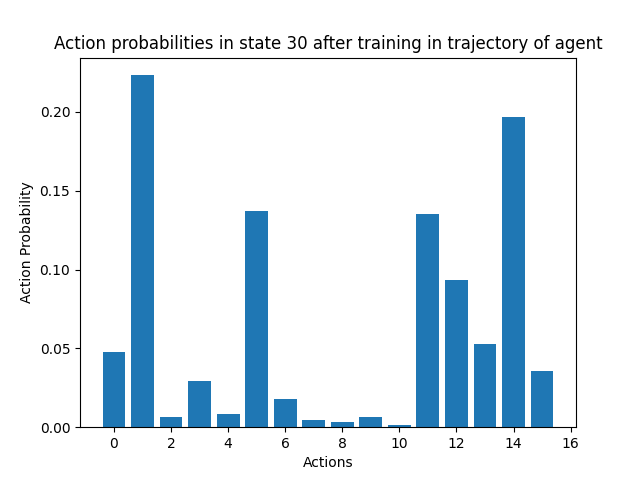 Action probabilities in state 30 after training in trajectory of agent
0.20
0.15
0.10
0.05
0.00
Action Probability
0 2 4 6 8 10 12 14 16
Actions